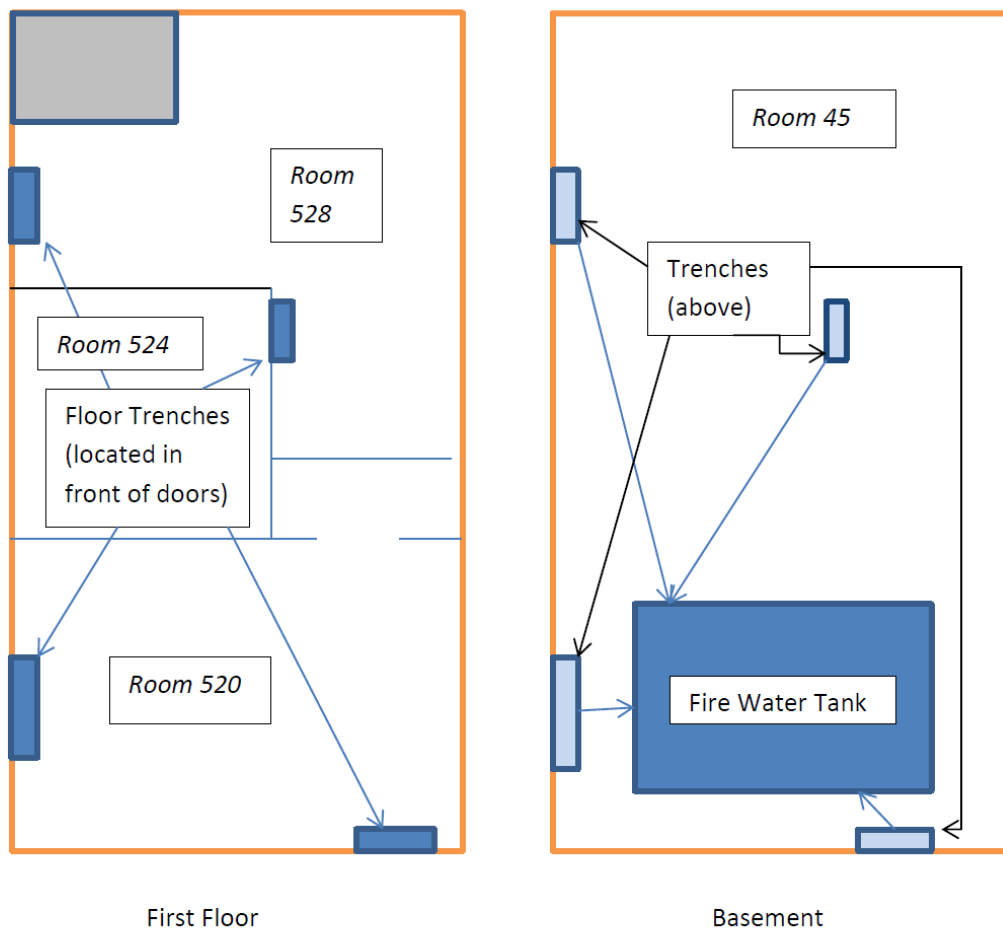 Room
528
Room 524
Floor Trenches
(located in
front of doors)
Room 520
First Floor
Room 45
Trenches
(above)
Fire Water Tank
Basement